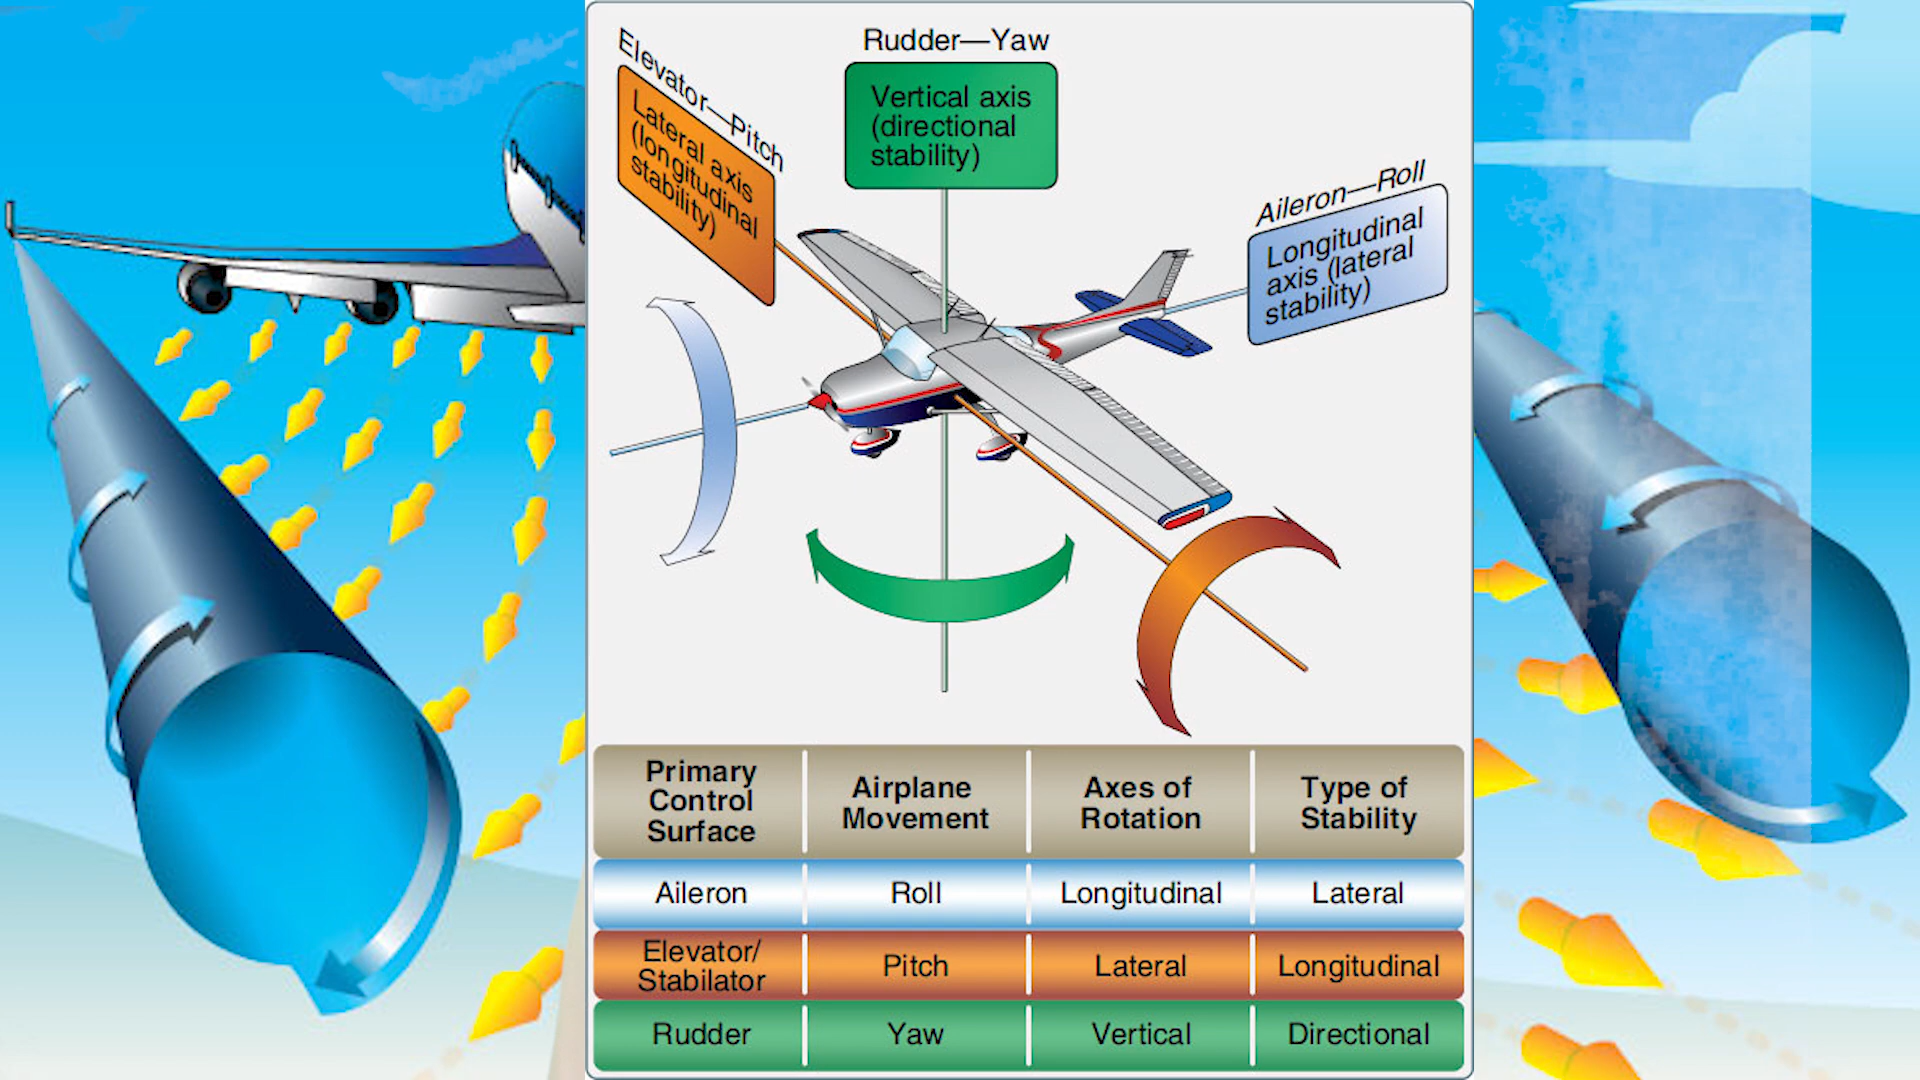 Elevator—Pitch
Lateral axis
(longitudinal
stability)
Rudder—Yaw
Vertical axis
(directional
stability)
Aileron—Roll
Longitudinal
axis (lateral
stability)
Primary
Control
Surface
Airplane
Movement
Axes of
Rotation
Type of
Stability
Aileron
Roll
Longitudinal
Lateral
Elevator/
Stabilator
Pitch
Lateral
Longitudinal
Rudder
Yaw
Vertical
Directional